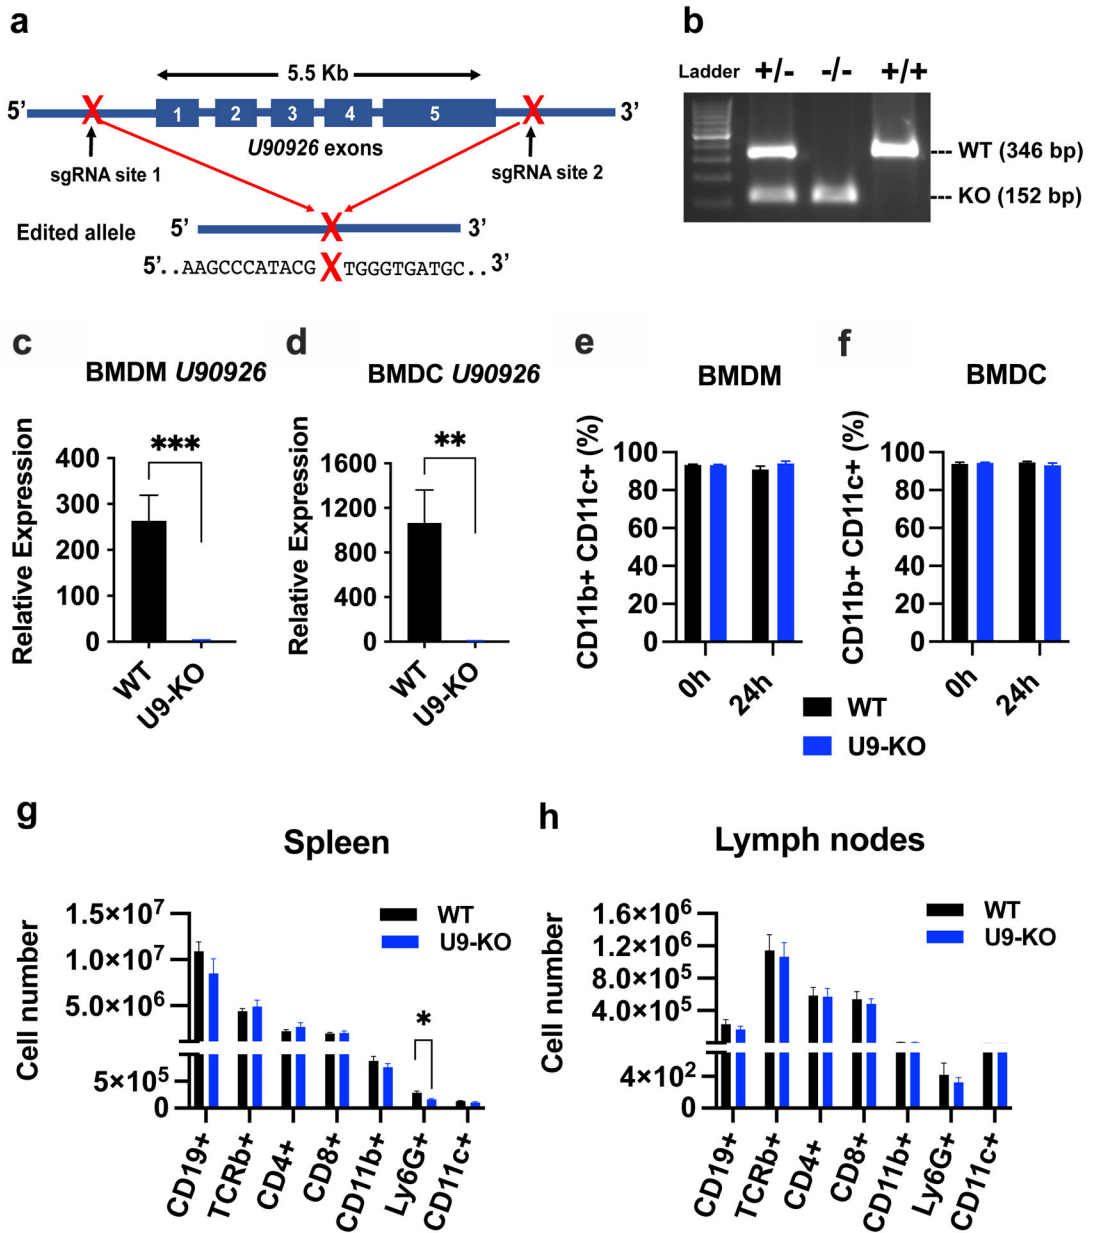 a
5.5 Kb
5’
1 2 3 4 5
3’
U90926 exons
sgRNA site 1
sgRNA site 2
Edited allele
5’
3’
5’..AAGCCCATACG X TGGGTGATGC..3’
b
Ladder +/- -/- +/+
--- WT (346 bp)
--- KO (152 bp)
c
BMDM U90926
Relative Expression
400
300
200
100
0
***
WT
U9-KO
d
BMDC U90926
Relative Expression
1600
1200
800
400
0
**
WT
U9-KO
e
BMDM
CD11b+ CD11c+ (%)
100
80
60
40
20
0
0h
24h
f
BMDC
CD11b+ CD11c+ (%)
100
80
60
40
20
0
0h
24h
WT
U9-KO
g
Spleen
Cell number
1.5×10⁷
1.0×10⁷
5.0×10⁶
5×10⁵
0
*
WT
U9-KO
CD19+
TCRb+
CD4+
CD8+
CD11b+
Ly6G+
CD11c+
h
Lymph nodes
Cell number
1.6×10⁶
1.2×10⁶
8.0×10⁵
4.0×10⁵
4×10²
0
WT
U9-KO
CD19+
TCRb+
CD4+
CD8+
CD11b+
Ly6G+
CD11c+